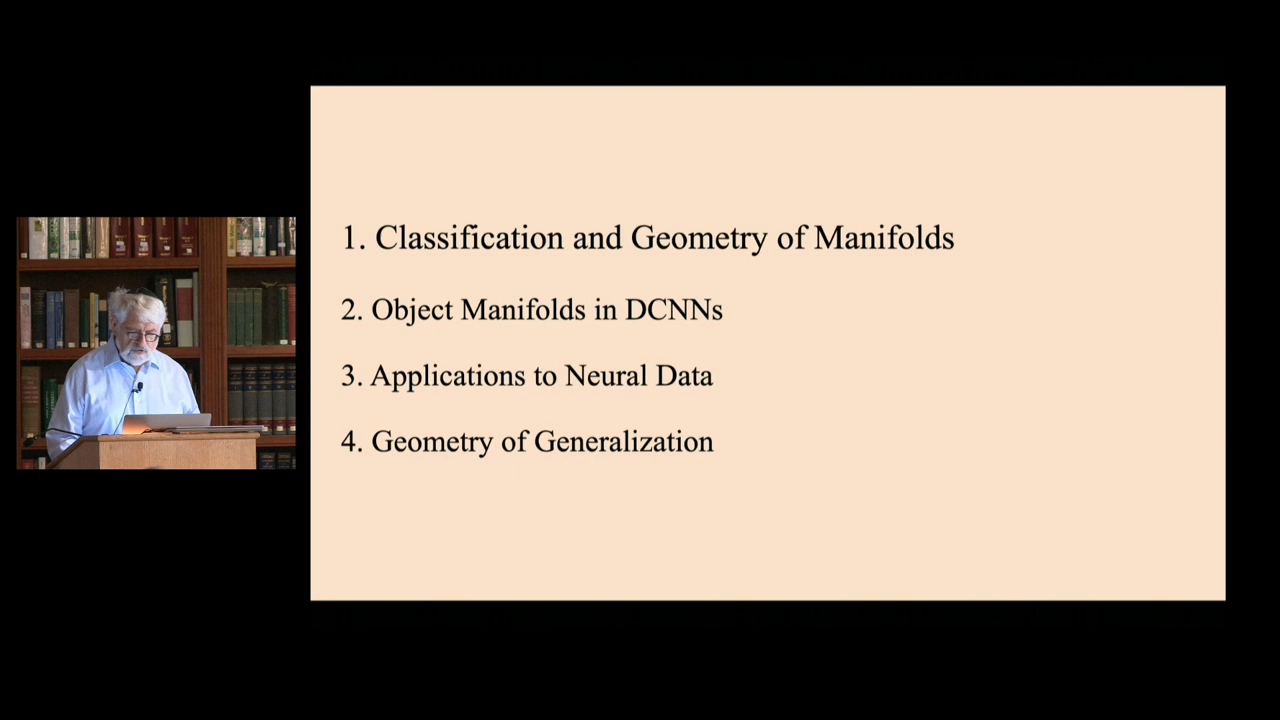 1. Classification and Geometry of Manifolds
2. Object Manifolds in DCNNs
3. Applications to Neural Data
4. Geometry of Generalization